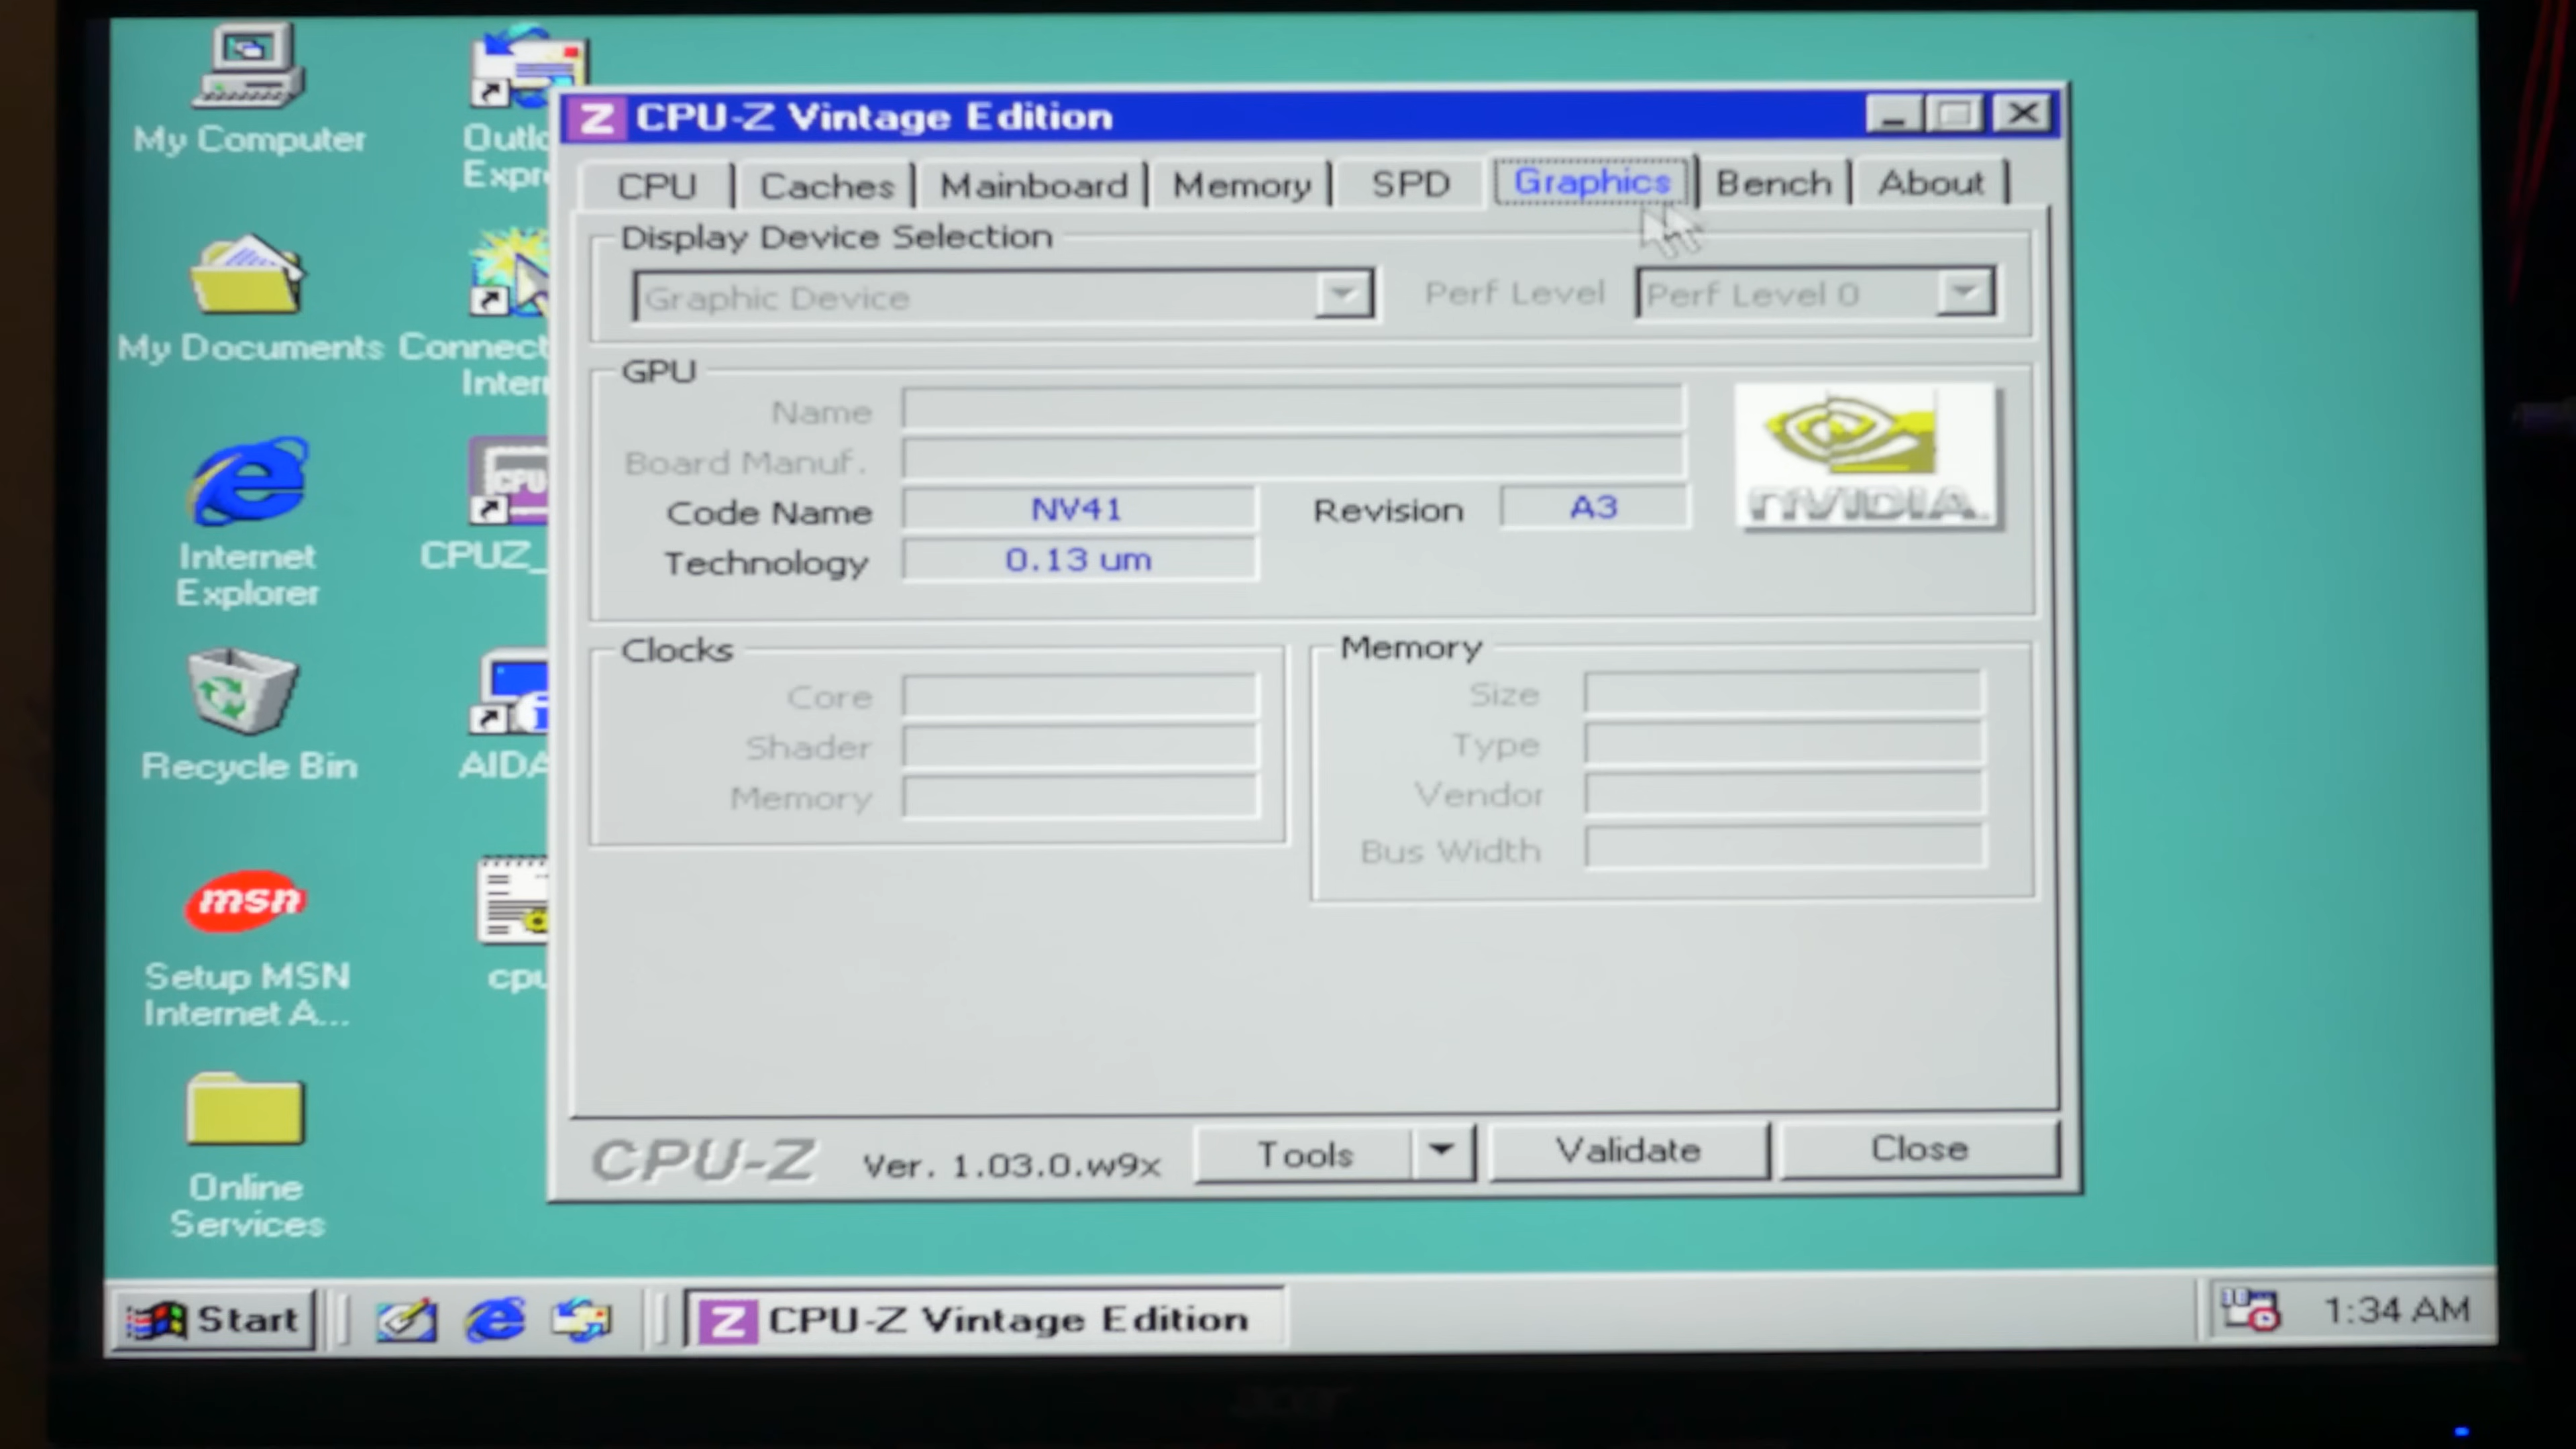 My Computer
Outlo
Expre
My Documents
Connect
Inter
Internet
Explorer
CPUZ_
Recycle Bin
AIDA
msn
Setup MSN
Internet A...
cpu
Online
Services
Z CPU-Z Vintage Edition
CPU Caches Mainboard Memory SPD Graphics Bench About
Display Device Selection
Graphic Device Perf Level Perf Level 0
GPU
Name
Board Manuf.
Code Name NV41 Revision A3
Technology 0.13 um
nVIDIA.
Clocks
Core
Shader
Memory
Memory
Size
Type
Vendor
Bus Width
CPU-Z Ver. 1.03.0.w9x Tools Validate Close
Start Z CPU-Z Vintage Edition 1:34 AM
acer